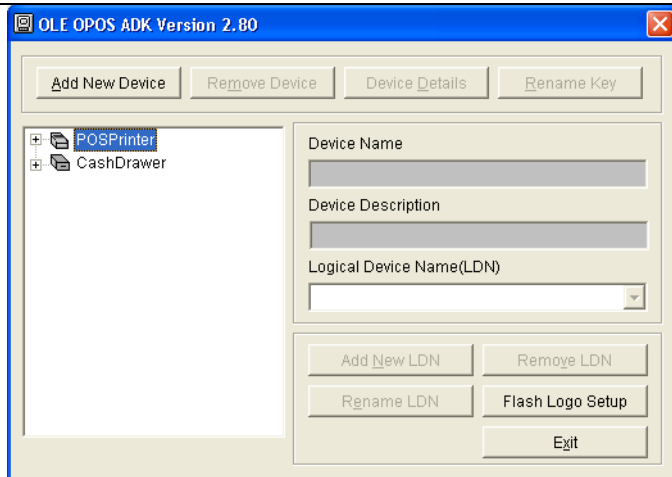 OLE OPOS ADK Version 2.80
Add New Device
Remove Device
Device Details
Rename Key
POSPrinter
CashDrawer
Device Name
Device Description
Logical Device Name(LDN)
Add New LDN
Remove LDN
Rename LDN
Flash Logo Setup
Exit